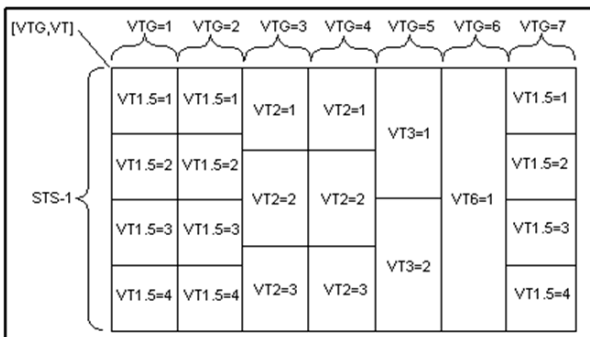 [VTG,VT] VTG=1 VTG=2 VTG=3 VTG=4 VTG=5 VTG=6 VTG=7
VT1.5=1 VT1.5=1 VT2=1 VT2=1 VT3=1 VT1.5=1
VT1.5=2 VT1.5=2 VT1.5=2
STS-1 VT2=2 VT2=2 VT6=1
VT1.5=3 VT1.5=3 VT1.5=3
VT3=2
VT1.5=4 VT1.5=4 VT2=3 VT2=3 VT1.5=4